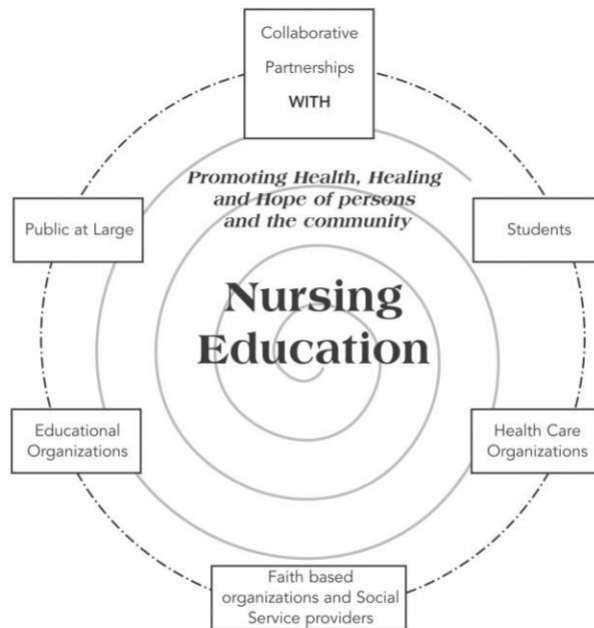 Collaborative
Partnerships
WITH
Promoting Health, Healing
and Hope of persons
and the community
Public at Large
Students
Nursing
Education
Educational
Organizations
Health Care
Organizations
Faith based
organizations and Social
Service providers